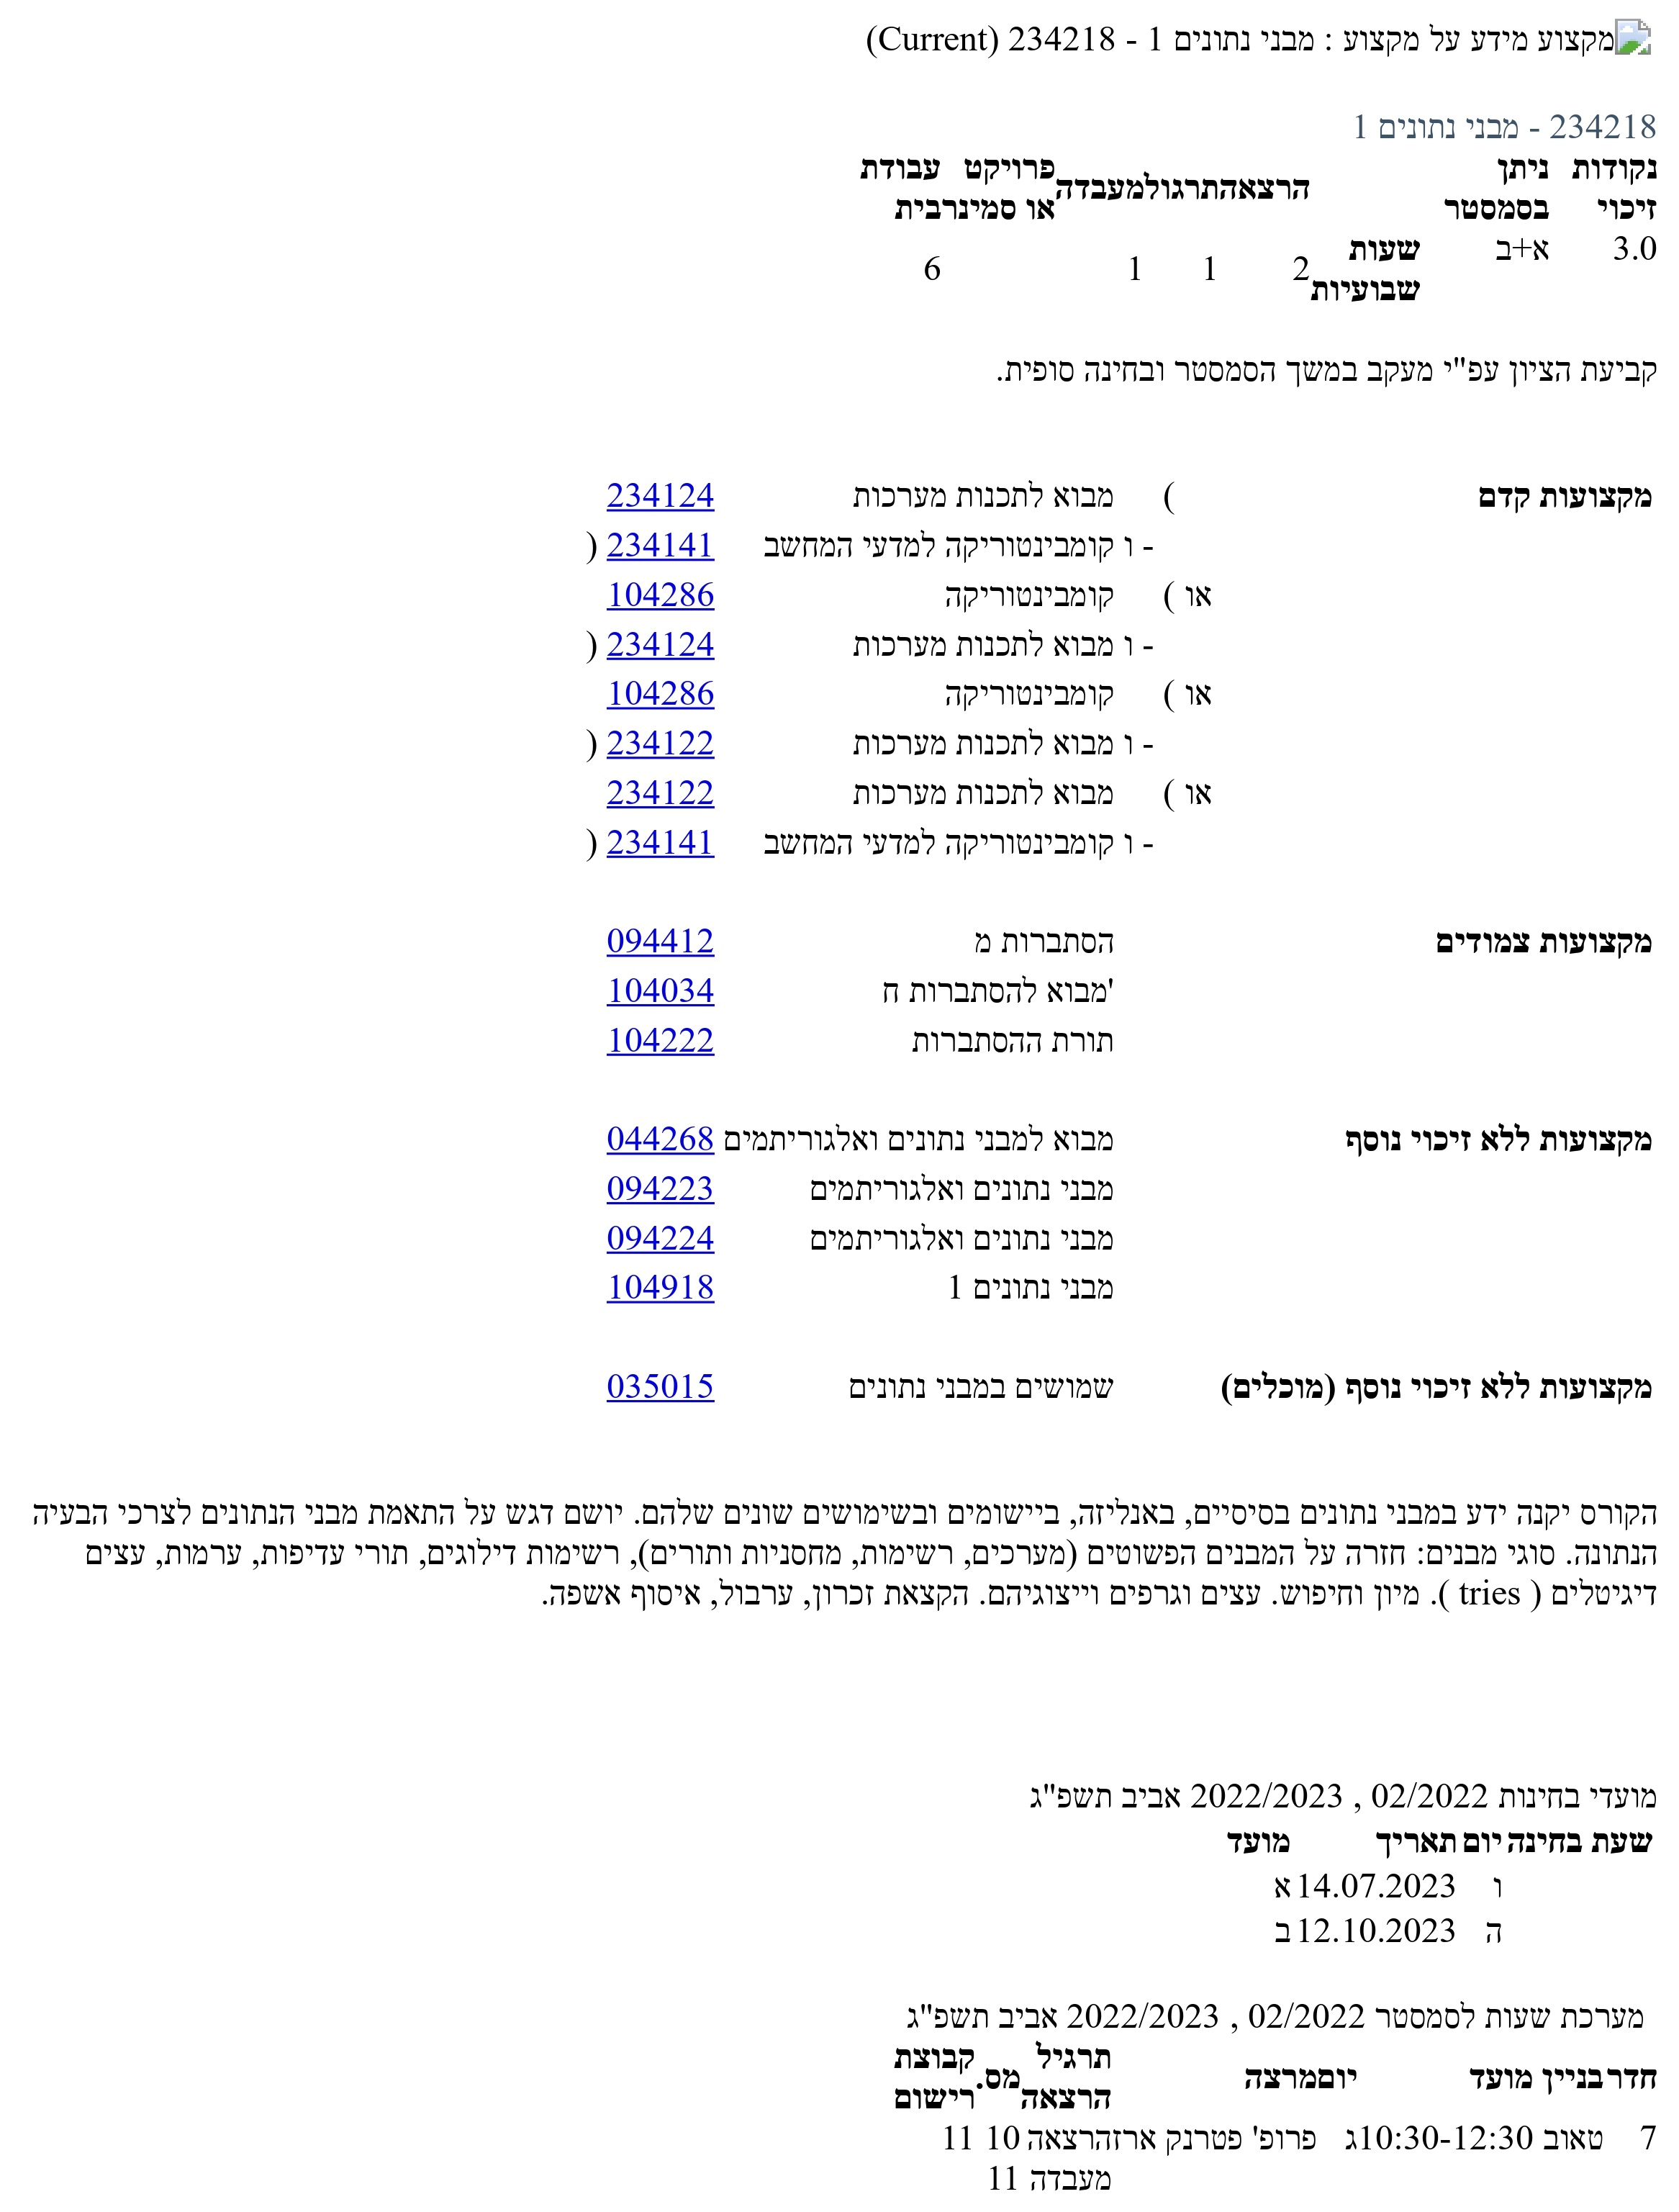 מקצוע מידע על מקצוע : מבני נתונים 1 - 234218 (Current)
234218 - מבני נתונים 1
נקודות זיכוי ניתן בסמסטר הרצאה תרגול מעבדה פרויקט או סמינר עבודת בית
3.0 א+ב שעות שבועיות 2 1 1 6
קביעת הציון עפ"י מעקב במשך הסמסטר ובחינה סופית.
מקצועות קדם ( מבוא לתכנות מערכות 234124
ו - קומבינטוריקה למדעי המחשב 234141 )
או ( קומבינטוריקה 104286
ו - מבוא לתכנות מערכות 234124 )
או ( קומבינטוריקה 104286
ו - מבוא לתכנות מערכות 234122 )
או ( מבוא לתכנות מערכות 234122
ו - קומבינטוריקה למדעי המחשב 234141 )
מקצועות צמודים הסתברות מ 094412
'מבוא להסתברות ח 104034
תורת ההסתברות 104222
מקצועות ללא זיכוי נוסף מבוא למבני נתונים ואלגוריתמים 044268
מבני נתונים ואלגוריתמים 094223
מבני נתונים ואלגוריתמים 094224
מבני נתונים 1 104918
מקצועות ללא זיכוי נוסף (מוכלים) שמושים במבני נתונים 035015
הקורס יקנה ידע במבני נתונים בסיסיים, באנליזה, ביישומים ובשימושים שונים שלהם. יושם דגש על התאמת מבני הנתונים לצרכי הבעיה
הנתונה. סוגי מבנים: חזרה על המבנים הפשוטים (מערכים, רשימות, מחסניות ותורים), רשימות דילוגים, תורי עדיפות, ערמות, עצים
דיגיטלים ( tries ). מיון וחיפוש. עצים וגרפים וייצוגיהם. הקצאת זכרון, ערבול, איסוף אשפה.
מועדי בחינות 02/2022 , 2022/2023 אביב תשפ"ג
שעת בחינה יום תאריך מועד
ו 14.07.2023 א
ה 12.10.2023 ב
מערכת שעות לסמסטר 02/2022 , 2022/2023 אביב תשפ"ג
חדר בניין מועד יום מרצה תרגיל הרצאה מס. קבוצת רישום
7 טאוב 10:30-12:30 ג פרופ' פטרנק ארז הרצאה 10 11
מעבדה 11